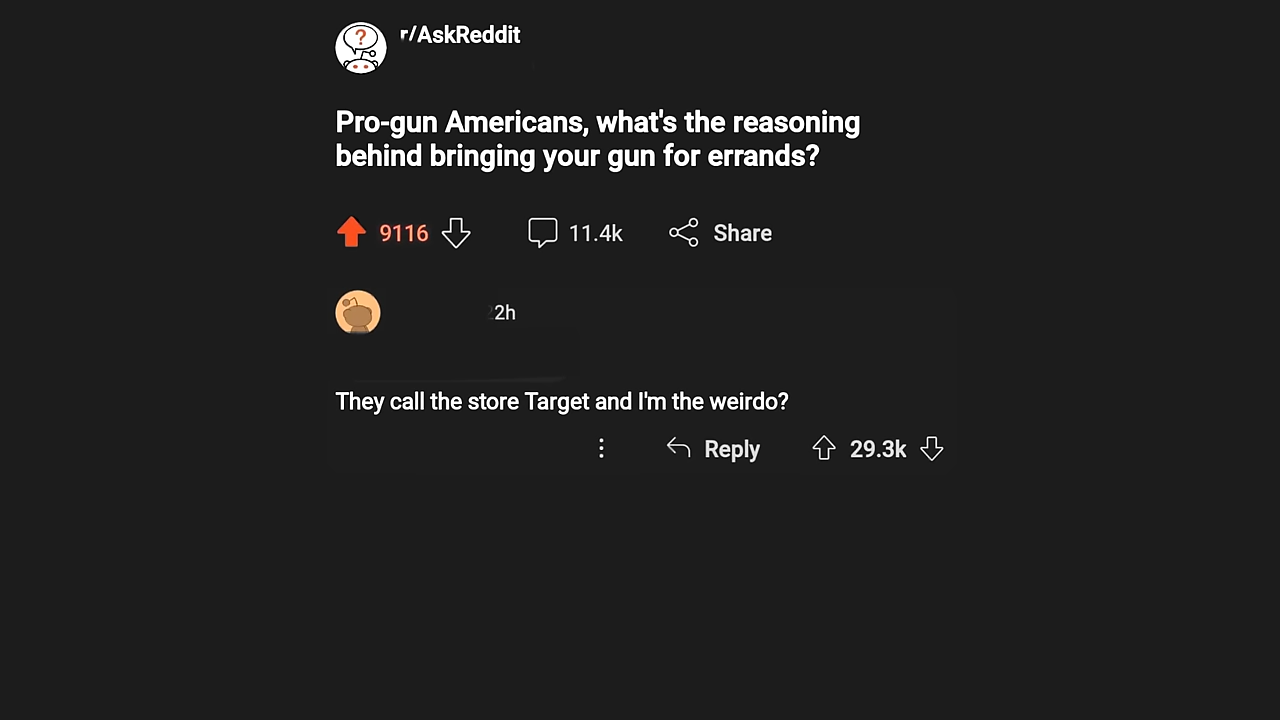 r/AskReddit
Pro-gun Americans, what's the reasoning
behind bringing your gun for errands?
9116 11.4k Share
2h
They call the store Target and I'm the weirdo?
Reply 29.3k